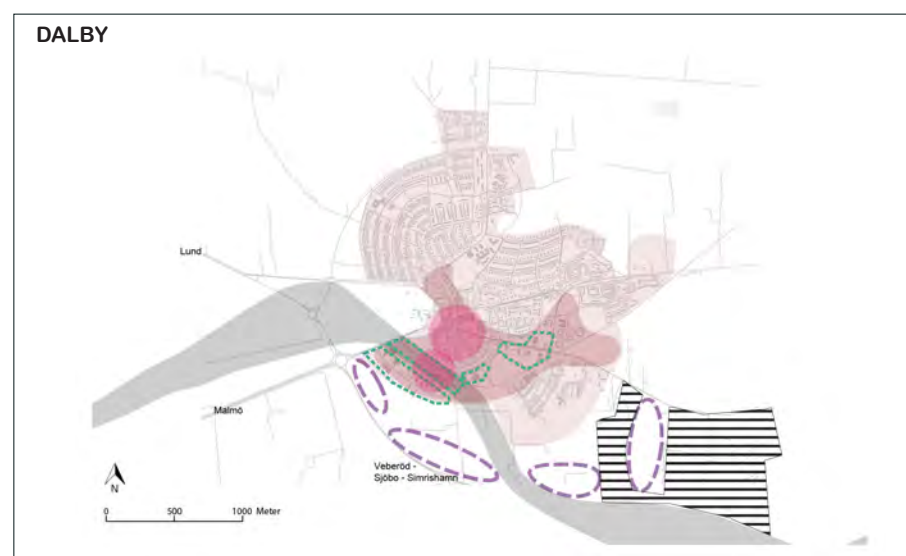 DALBY
Lund
Malmö
Veberöd -
Sjöbo - Simrishamn
N
0 500 1000 Meter